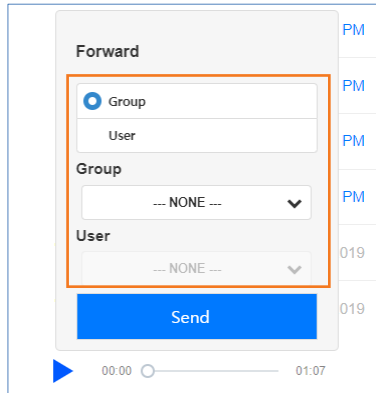 PM
Forward
PM
Group
User
PM
Group
--- NONE ---
PM
User
019
--- NONE ---
Send
019
00:00
01:07